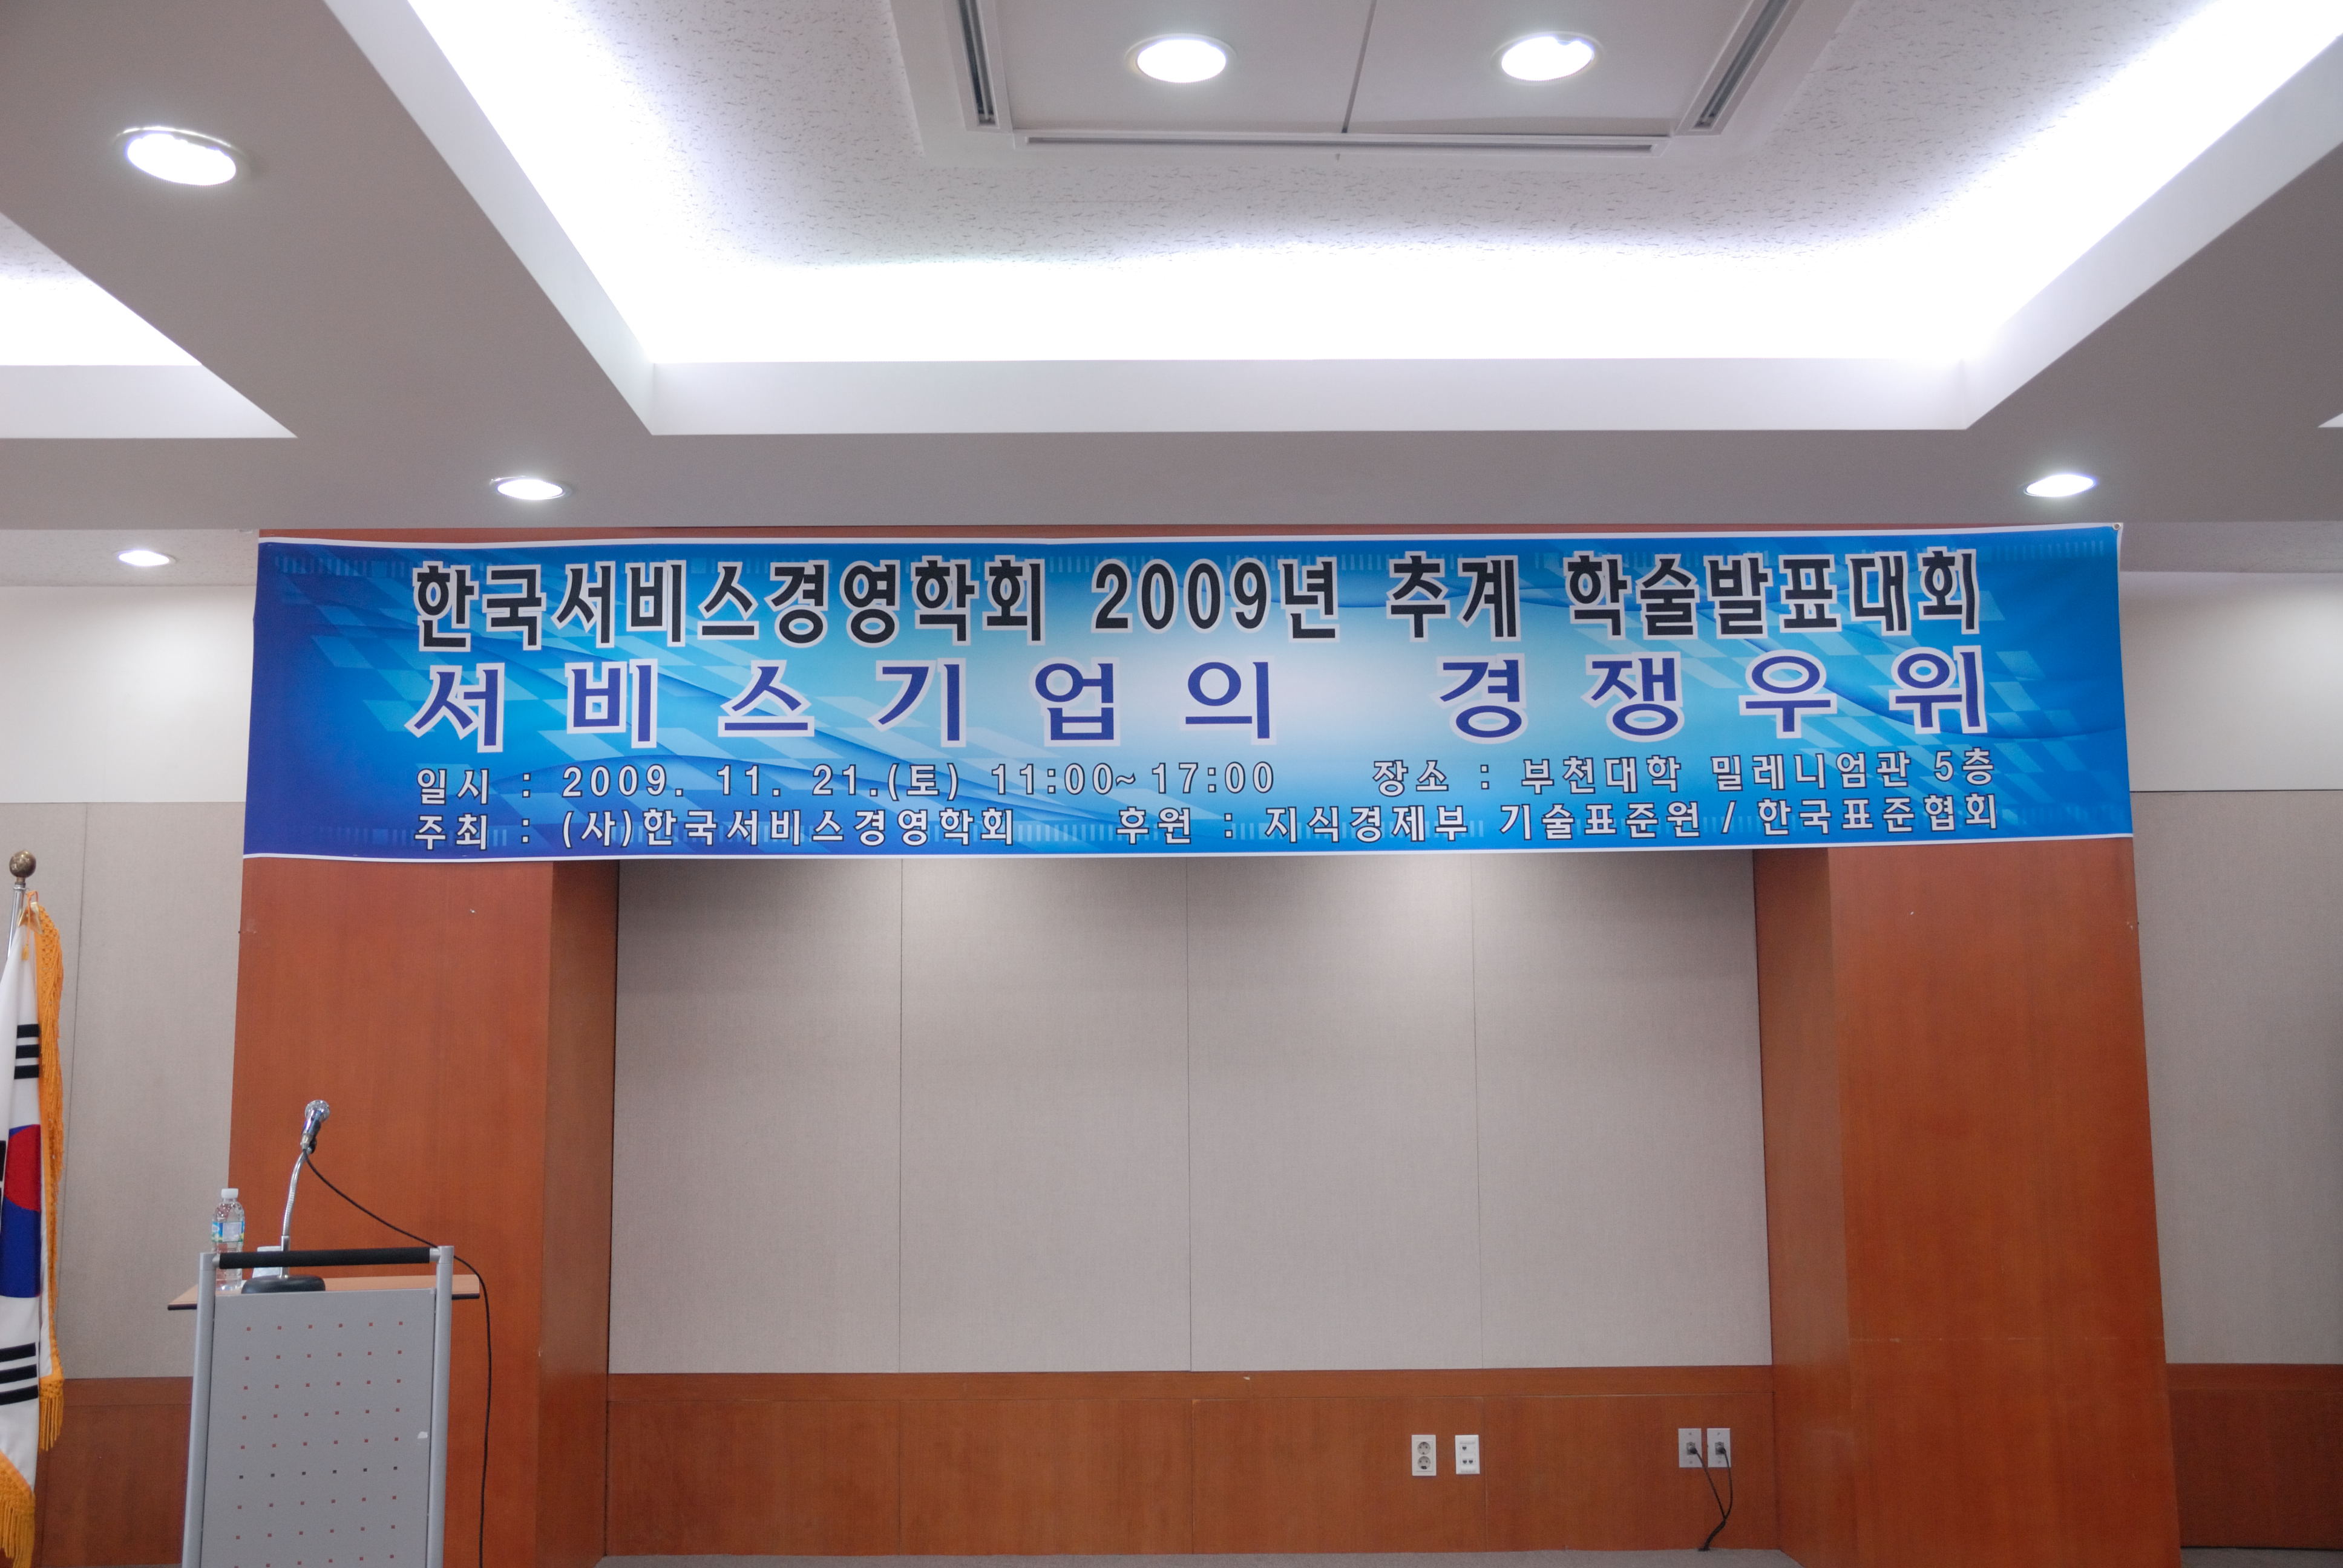 한국서비스경영학회 2009년 추계 학술발표대회
서비스기업의 경쟁우위
일시 : 2009. 11. 21.(토) 11:00~17:00 장소 : 부천대학 밀레니엄관 5층
주최 : (사)한국서비스경영학회 후원 : 지식경제부 기술표준원 / 한국표준협회